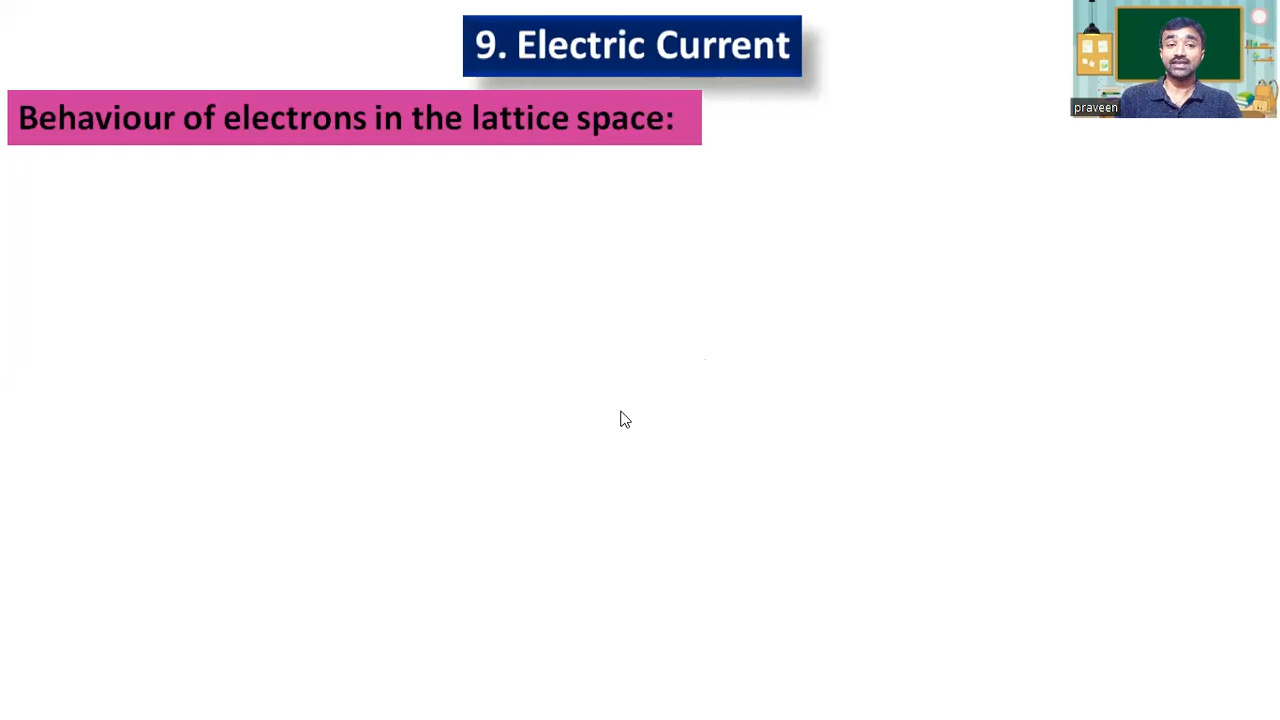 9. Electric Current
Behaviour of electrons in the lattice space:
praveen